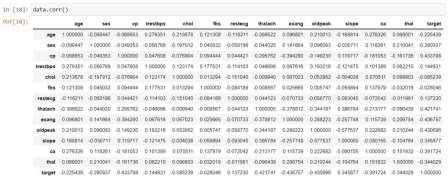 In [18]: data.corr()
Out[18]:
age sex cp trestbps chol fbs restecg thalach exang oldpeak slope ca thal target
age 1.000000 -0.098447 -0.068653 0.279351 0.213678 0.121308 -0.116211 -0.398522 0.096801 0.210013 -0.168814 0.276326 0.068001 -0.225439
sex -0.098447 1.000000 -0.049353 -0.056769 -0.197912 0.045032 -0.058196 -0.044020 0.141664 0.096093 -0.030711 0.118261 0.210041 -0.280937
cp -0.068653 -0.049353 1.000000 0.047608 -0.076904 0.094444 0.044421 0.295762 -0.394280 -0.149230 0.119717 -0.181053 -0.161736 0.433798
trestbps 0.279351 -0.056769 0.047608 1.000000 0.123174 0.177531 -0.114103 -0.046698 0.067616 0.193216 -0.121475 0.101389 0.062210 -0.144931
chol 0.213678 -0.197912 -0.076904 0.123174 1.000000 0.013294 -0.151040 -0.009940 0.067023 0.053952 -0.004038 0.070511 0.098803 -0.085239
fbs 0.121308 0.045032 0.094444 0.177531 0.013294 1.000000 -0.084189 -0.008567 0.025665 0.005747 -0.059894 0.137979 -0.032019 -0.028046
restecg -0.116211 -0.058196 0.044421 -0.114103 -0.151040 -0.084189 1.000000 0.044123 -0.070733 -0.058770 0.093045 -0.072042 -0.011981 0.137230
thalach -0.398522 -0.044020 0.295762 -0.046698 -0.009940 -0.008567 0.044123 1.000000 -0.378812 -0.344187 0.386784 -0.213177 -0.096439 0.421741
exang 0.096801 0.141664 -0.394280 0.067616 0.067023 0.025665 -0.070733 -0.378812 1.000000 0.288223 -0.257748 0.115739 0.206754 -0.436757
oldpeak 0.210013 0.096093 -0.149230 0.193216 0.053952 0.005747 -0.058770 -0.344187 0.288223 1.000000 -0.577537 0.222682 0.210244 -0.430696
slope -0.168814 -0.030711 0.119717 -0.121475 -0.004038 -0.059894 0.093045 0.386784 -0.257748 -0.577537 1.000000 -0.080155 -0.104764 0.345877
ca 0.276326 0.118261 -0.181053 0.101389 0.070511 0.137979 -0.072042 -0.213177 0.115739 0.222682 -0.080155 1.000000 0.151832 -0.391724
thal 0.068001 0.210041 -0.161736 0.062210 0.098803 -0.032019 -0.011981 -0.096439 0.206754 0.210244 -0.104764 0.151832 1.000000 -0.344029
target -0.225439 -0.280937 0.433798 -0.144931 -0.085239 -0.028046 0.137230 0.421741 -0.436757 -0.430696 0.345877 -0.391724 -0.344029 1.000000